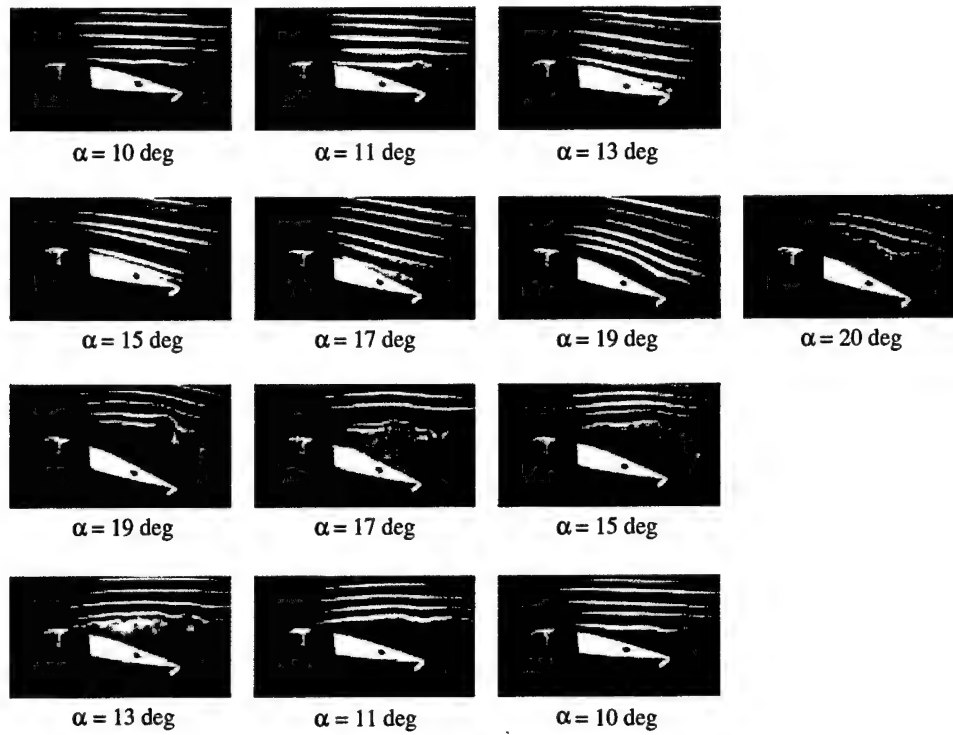 α = 10 deg
α = 11 deg
α = 13 deg
α = 15 deg
α = 17 deg
α = 19 deg
α = 20 deg
α = 19 deg
α = 17 deg
α = 15 deg
α = 13 deg
α = 11 deg
α = 10 deg